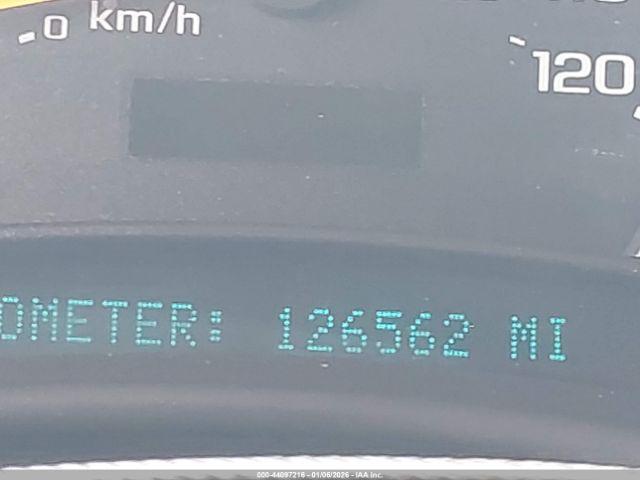 0 km/h
120
OMETER: 126562 MI
000-44097216 - 01/06/2026 - IAA Inc.